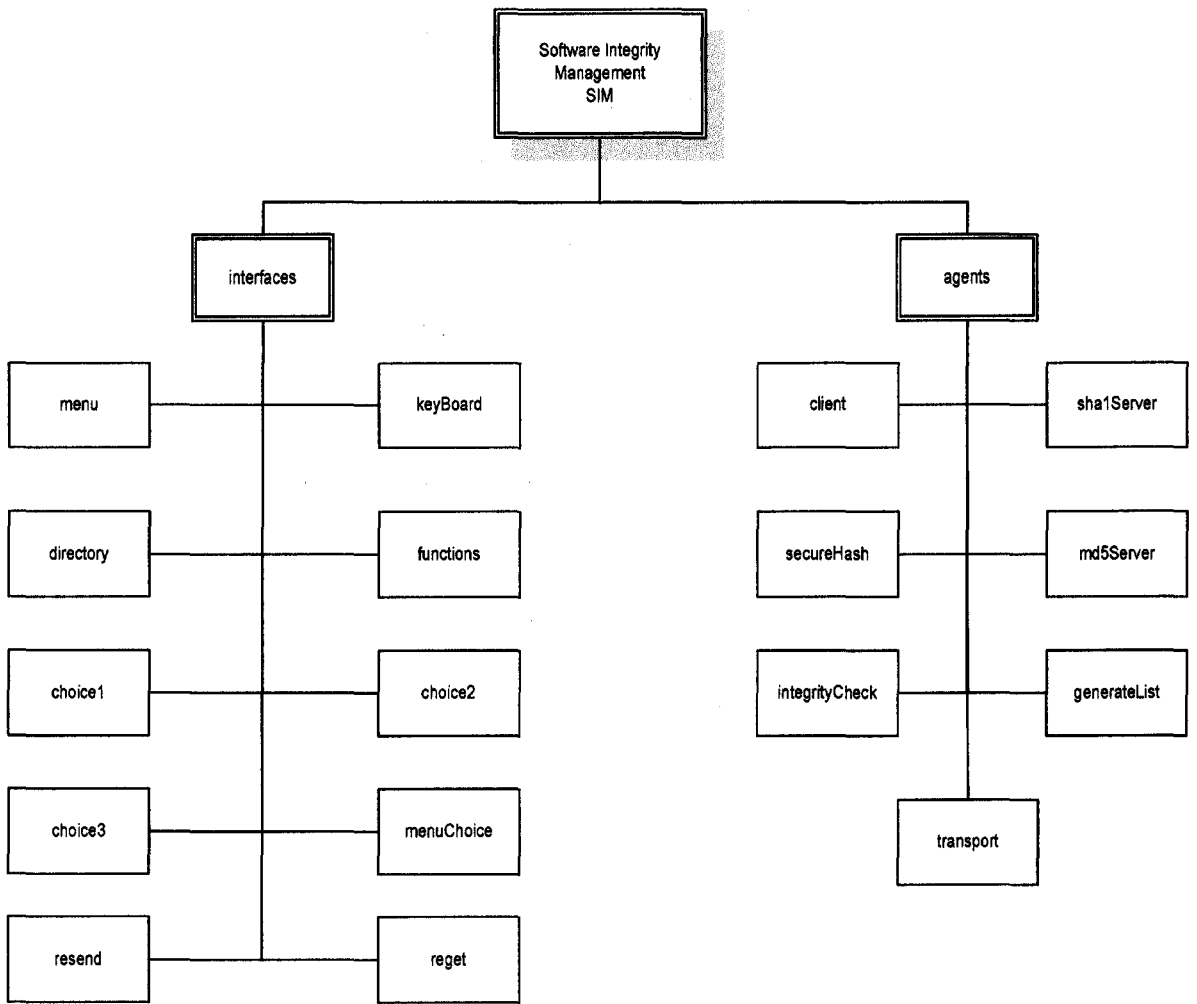 Software Integrity
Management
SIM
interfaces
agents
menu
keyBoard
client
sha1Server
directory
functions
secureHash
md5Server
choice1
choice2
integrityCheck
generateList
choice3
menuChoice
transport
resend
reget